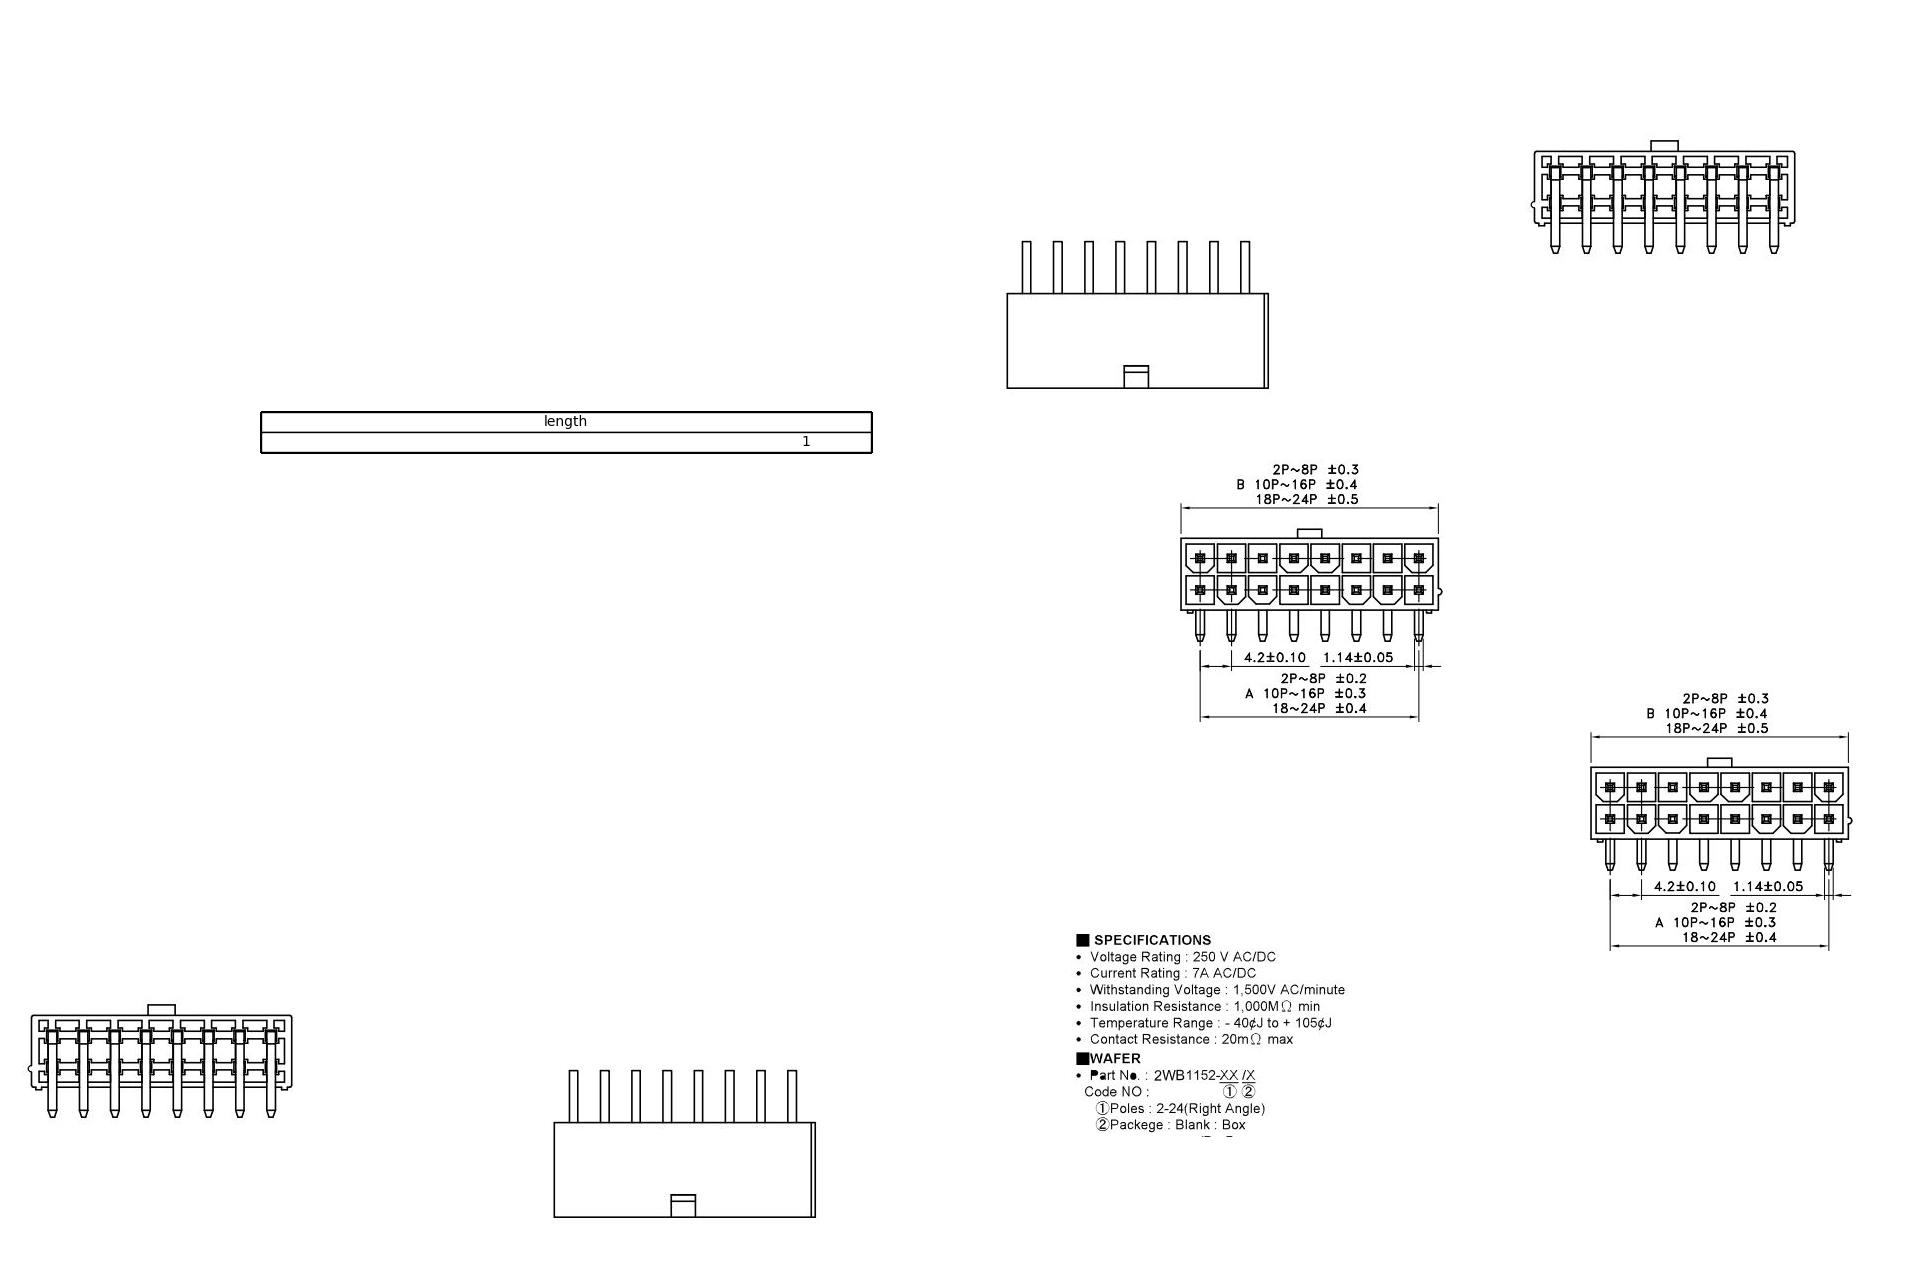 length
1
2P~8P ±0.3
B 10P~16P ±0.4
18P~24P ±0.5
4.2±0.10 1.14±0.05
2P~8P ±0.2
A 10P~16P ±0.3
18~24P ±0.4
2P~8P ±0.3
B 10P~16P ±0.4
18P~24P ±0.5
4.2±0.10 1.14±0.05
2P~8P ±0.2
A 10P~16P ±0.3
18~24P ±0.4
■ SPECIFICATIONS
• Voltage Rating : 250 V AC/DC
• Current Rating : 7A AC/DC
• Withstanding Voltage : 1,500V AC/minute
• Insulation Resistance : 1,000MΩ min
• Temperature Range : - 40¢J to + 105¢J
• Contact Resistance : 20mΩ max
■WAFER
• Part No. : 2WB1152-XX /X
Code NO : ① ②
①Poles : 2-24(Right Angle)
②Packege : Blank : Box